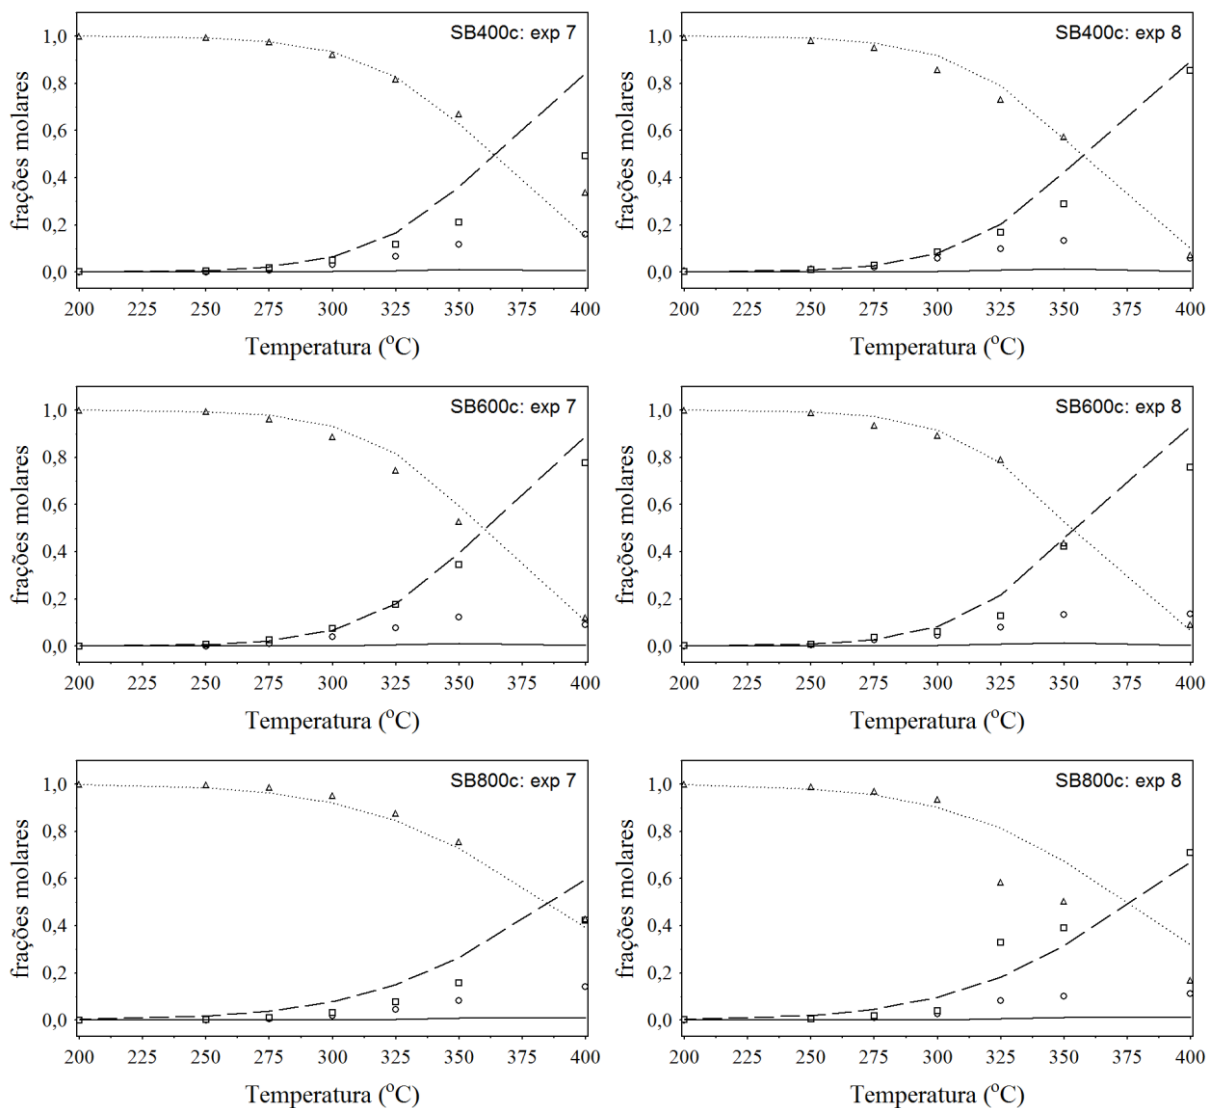 SB400c: exp 7
1,0
0,8
0,6
0,4
0,2
0,0
frações molares
200 225 250 275 300 325 350 375 400
Temperatura (°C)
SB400c: exp 8
1,0
0,8
0,6
0,4
0,2
0,0
frações molares
200 225 250 275 300 325 350 375 400
Temperatura (°C)
SB600c: exp 7
1,0
0,8
0,6
0,4
0,2
0,0
frações molares
200 225 250 275 300 325 350 375 400
Temperatura (°C)
SB600c: exp 8
1,0
0,8
0,6
0,4
0,2
0,0
frações molares
200 225 250 275 300 325 350 375 400
Temperatura (°C)
SB800c: exp 7
1,0
0,8
0,6
0,4
0,2
0,0
frações molares
200 225 250 275 300 325 350 375 400
Temperatura (°C)
SB800c: exp 8
1,0
0,8
0,6
0,4
0,2
0,0
frações molares
200 225 250 275 300 325 350 375 400
Temperatura (°C)